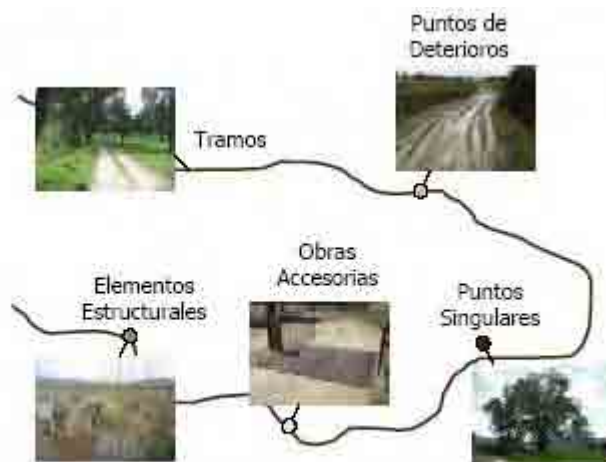 Puntos de
Deterioros
Tramos
Obras
Accesorias
Elementos
Estructurales
Puntos
Singulares